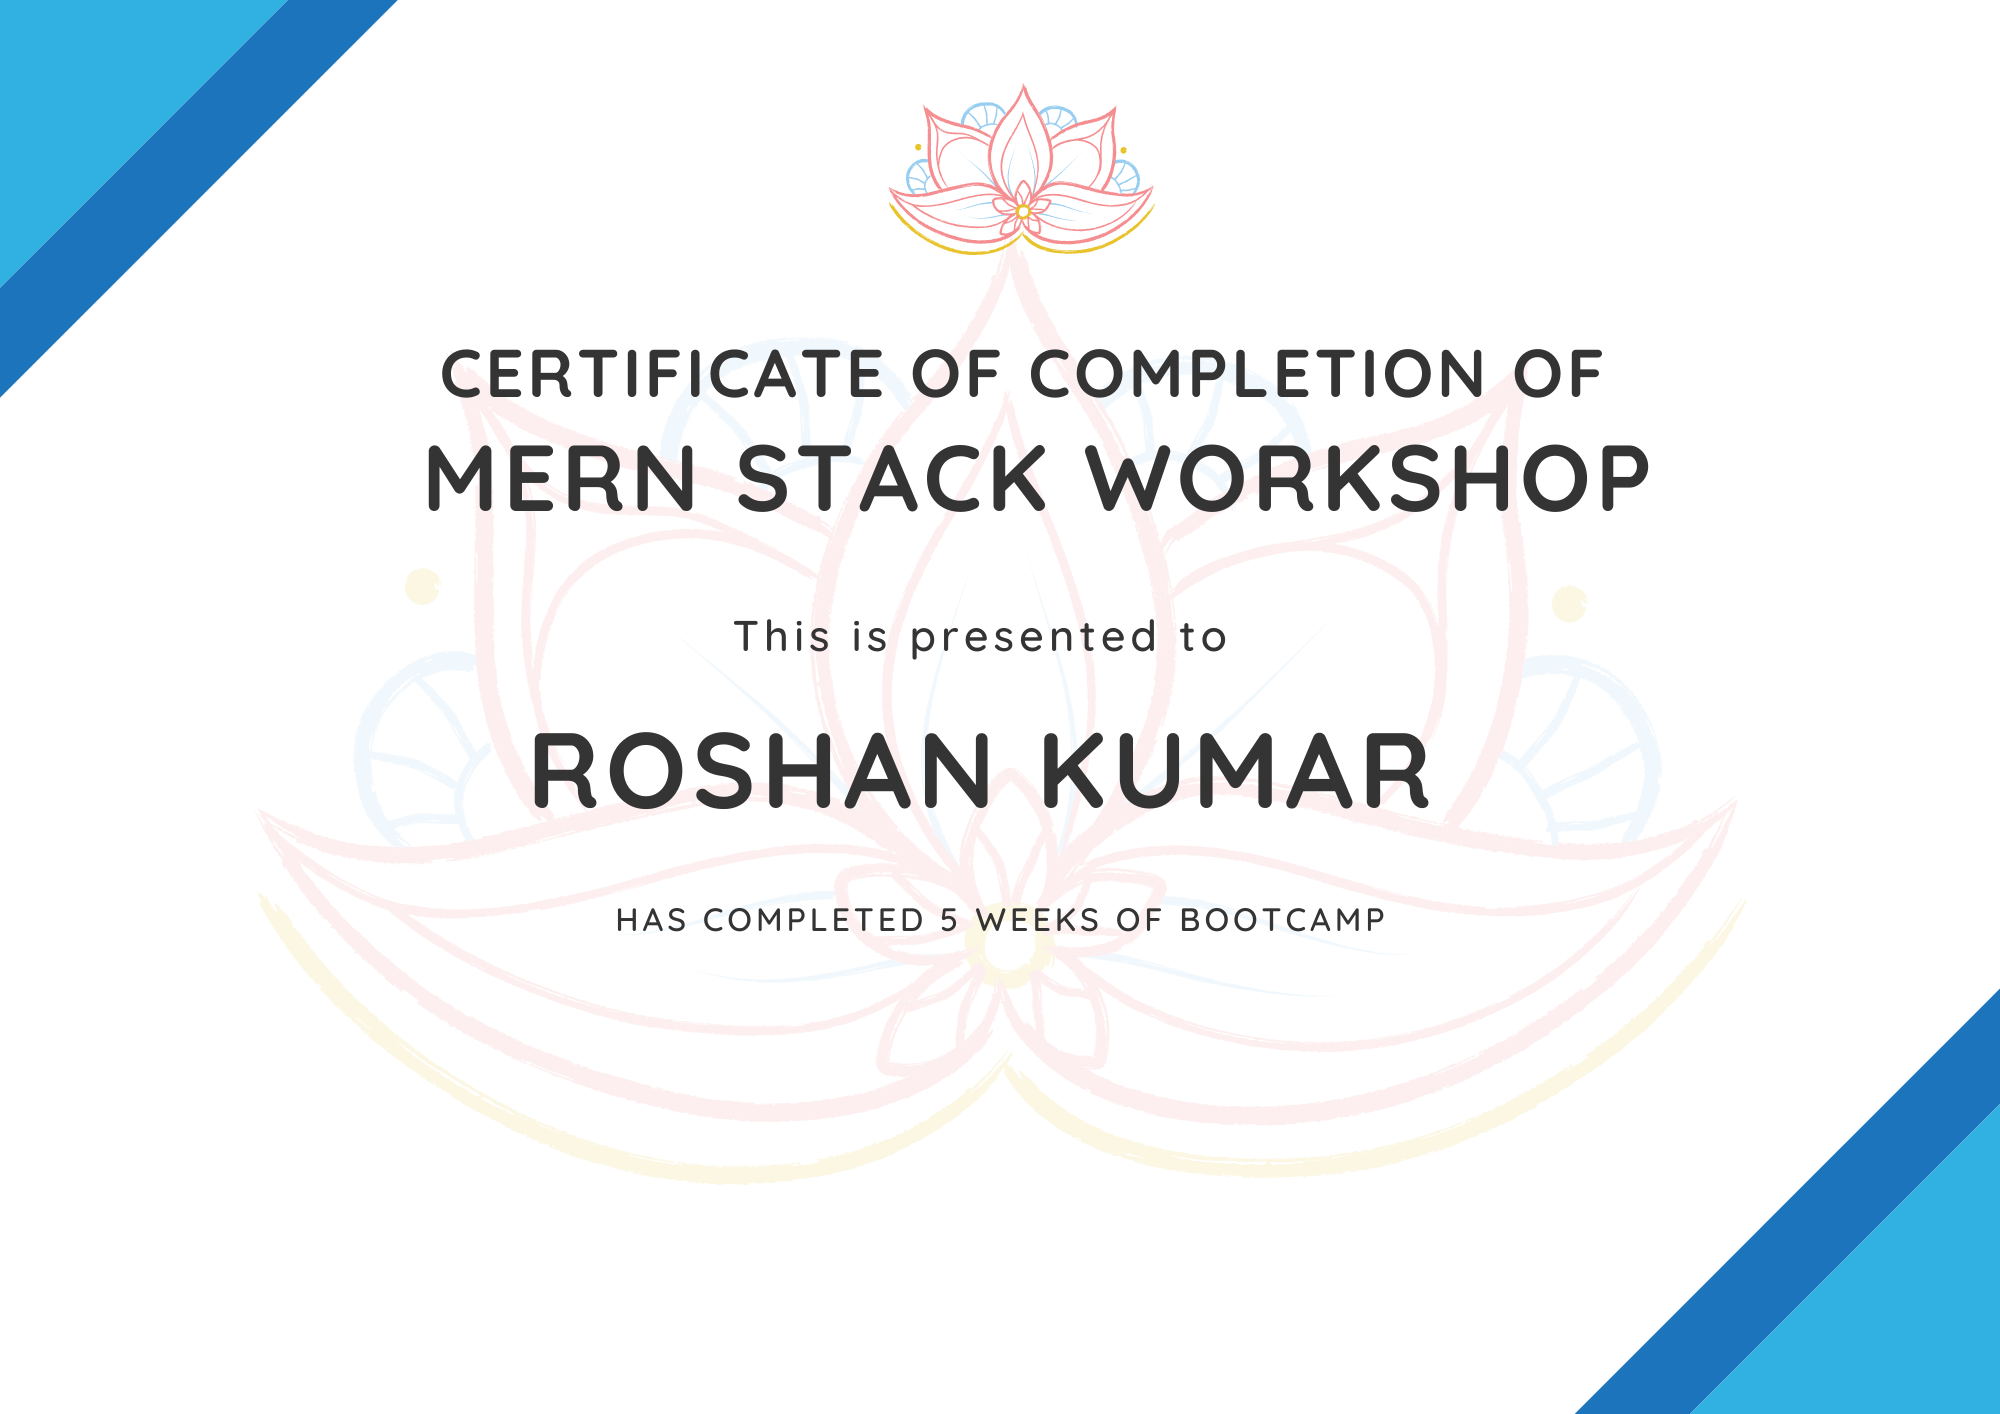 CERTIFICATE OF COMPLETION OF
MERN STACK WORKSHOP
This is presented to
ROSHAN KUMAR
HAS COMPLETED 5 WEEKS OF BOOTCAMP